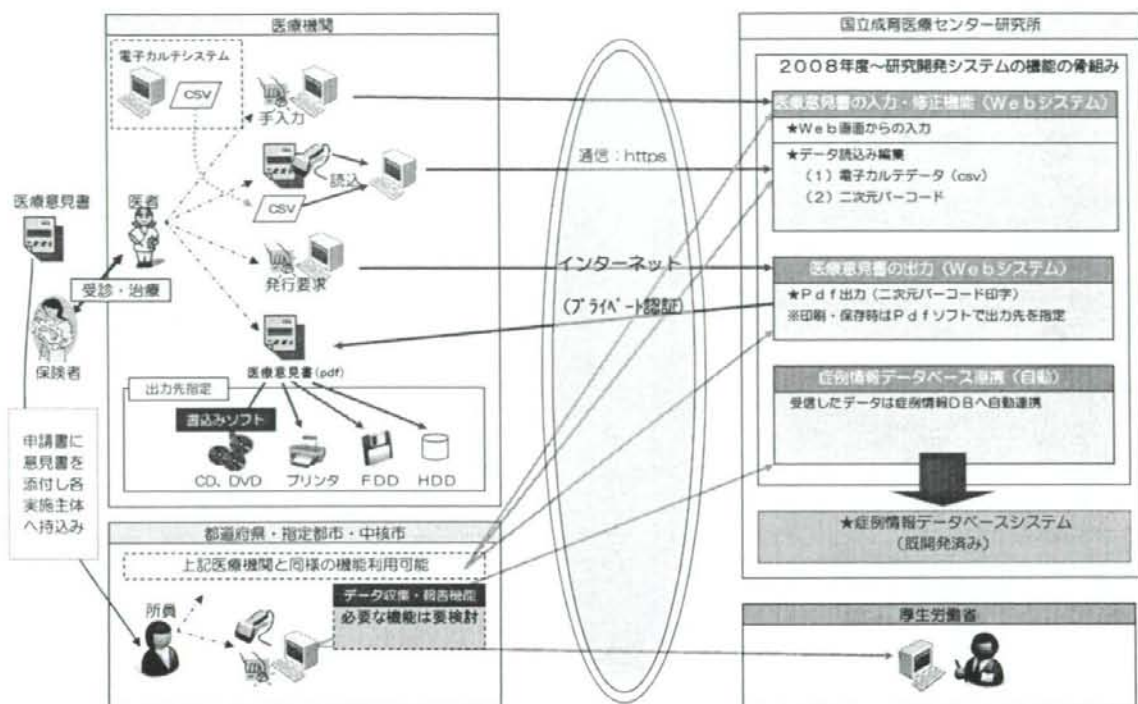 医療機関
電子カルテシステム
CSV
手入力
読込
CSV
医療意見書
医者
受診・治療
保険者
発行要求
医療意見書(pdf)
出力先指定
書込みソフト
CD、DVD
プリンタ
FDD
HDD
申請書に
意見書を
添付し各
実施主体
へ持込み
都道府県・指定都市・中核市
上記医療機関と同様の機能利用可能
所員
データ収集・報告機能
必要な機能は要検討
通信：https
インターネット
(プライベート認証)
国立成育医療センター研究所
2008年度～研究開発システムの機能の骨組み
医療意見書の入力・修正機能（Webシステム）
★Web画面からの入力
★データ読込み編集
（1）電子カルテデータ（csv）
（2）二次元バーコード
医療意見書の出力（Webシステム）
★Pdf出力（二次元バーコード印字）
※印刷・保存時はPdfソフトで出力先を指定
症例情報データベース連携（自動）
受信したデータは症例情報DBへ自動連携
★症例情報データベースシステム
（既開発済み）
厚生労働省